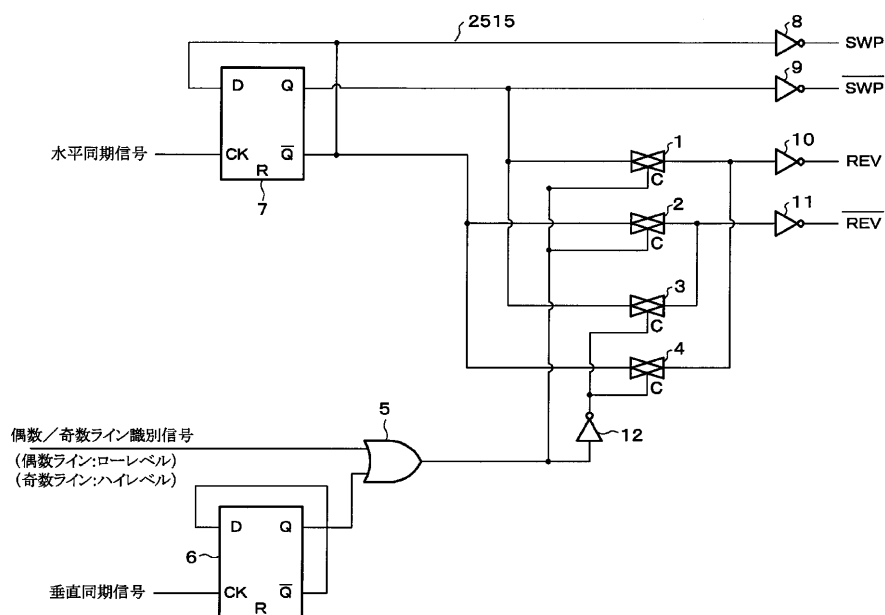 2515
8
SWP
9
S̅W̅P̅
D
Q
水平同期信号
CK
Q̅
R
7
1
C
10
REV
2
C
11
R̅E̅V̅
3
C
4
C
12
偶数/奇数ライン識別信号
(偶数ライン:ローレベル)
(奇数ライン:ハイレベル)
5
6
D
Q
垂直同期信号
CK
Q̅
R